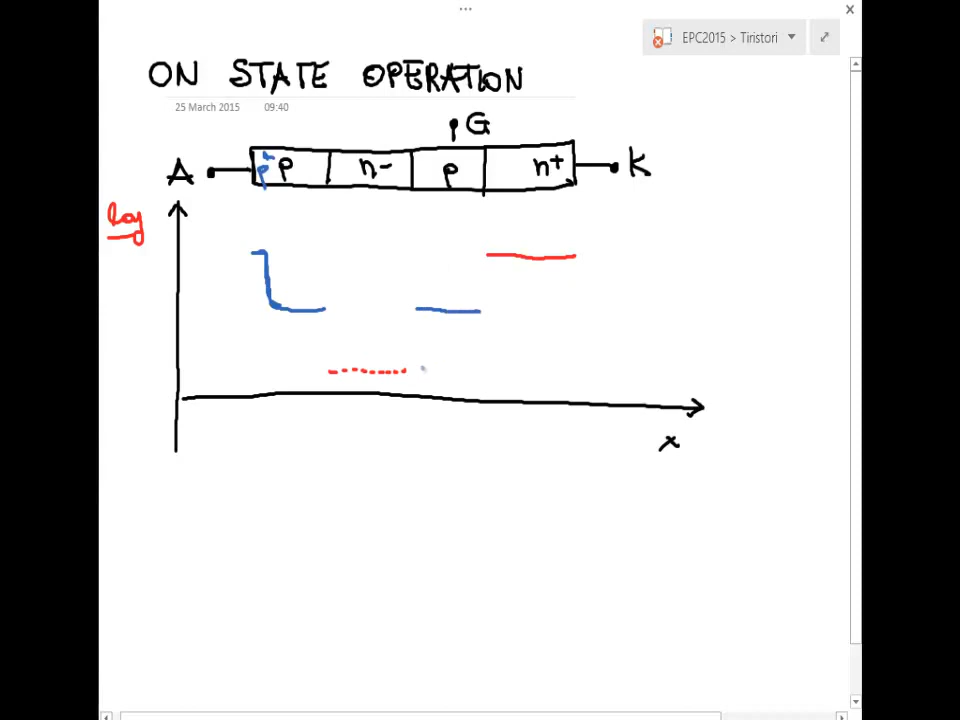 EPC2015 > Tiristori
ON STATE OPERATION
25 March 2015 09:40
G
A p+ p n- p n+ K
log
x